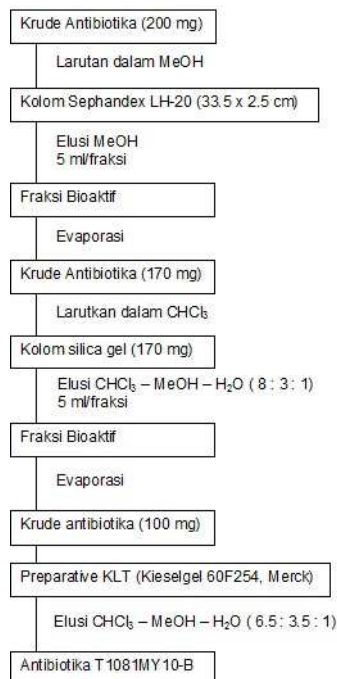 Krude Antibiotika (200 mg)
Larutan dalam MeOH
Kolom Sephandex LH-20 (33.5 x 2.5 cm)
Elusi MeOH
5 ml/fraksi
Fraksi Bioaktif
Evaporasi
Krude Antibiotika (170 mg)
Larutkan dalam CHCl₃
Kolom silica gel (170 mg)
Elusi CHCl₃ – MeOH – H₂O ( 8 : 3 : 1)
5 ml/fraksi
Fraksi Bioaktif
Evaporasi
Krude antibiotika (100 mg)
Preparative KLT (Kieselgel 60F254, Merck)
Elusi CHCl₃ – MeOH – H₂O ( 6.5 : 3.5 : 1)
Antibiotika T1081MY10-B